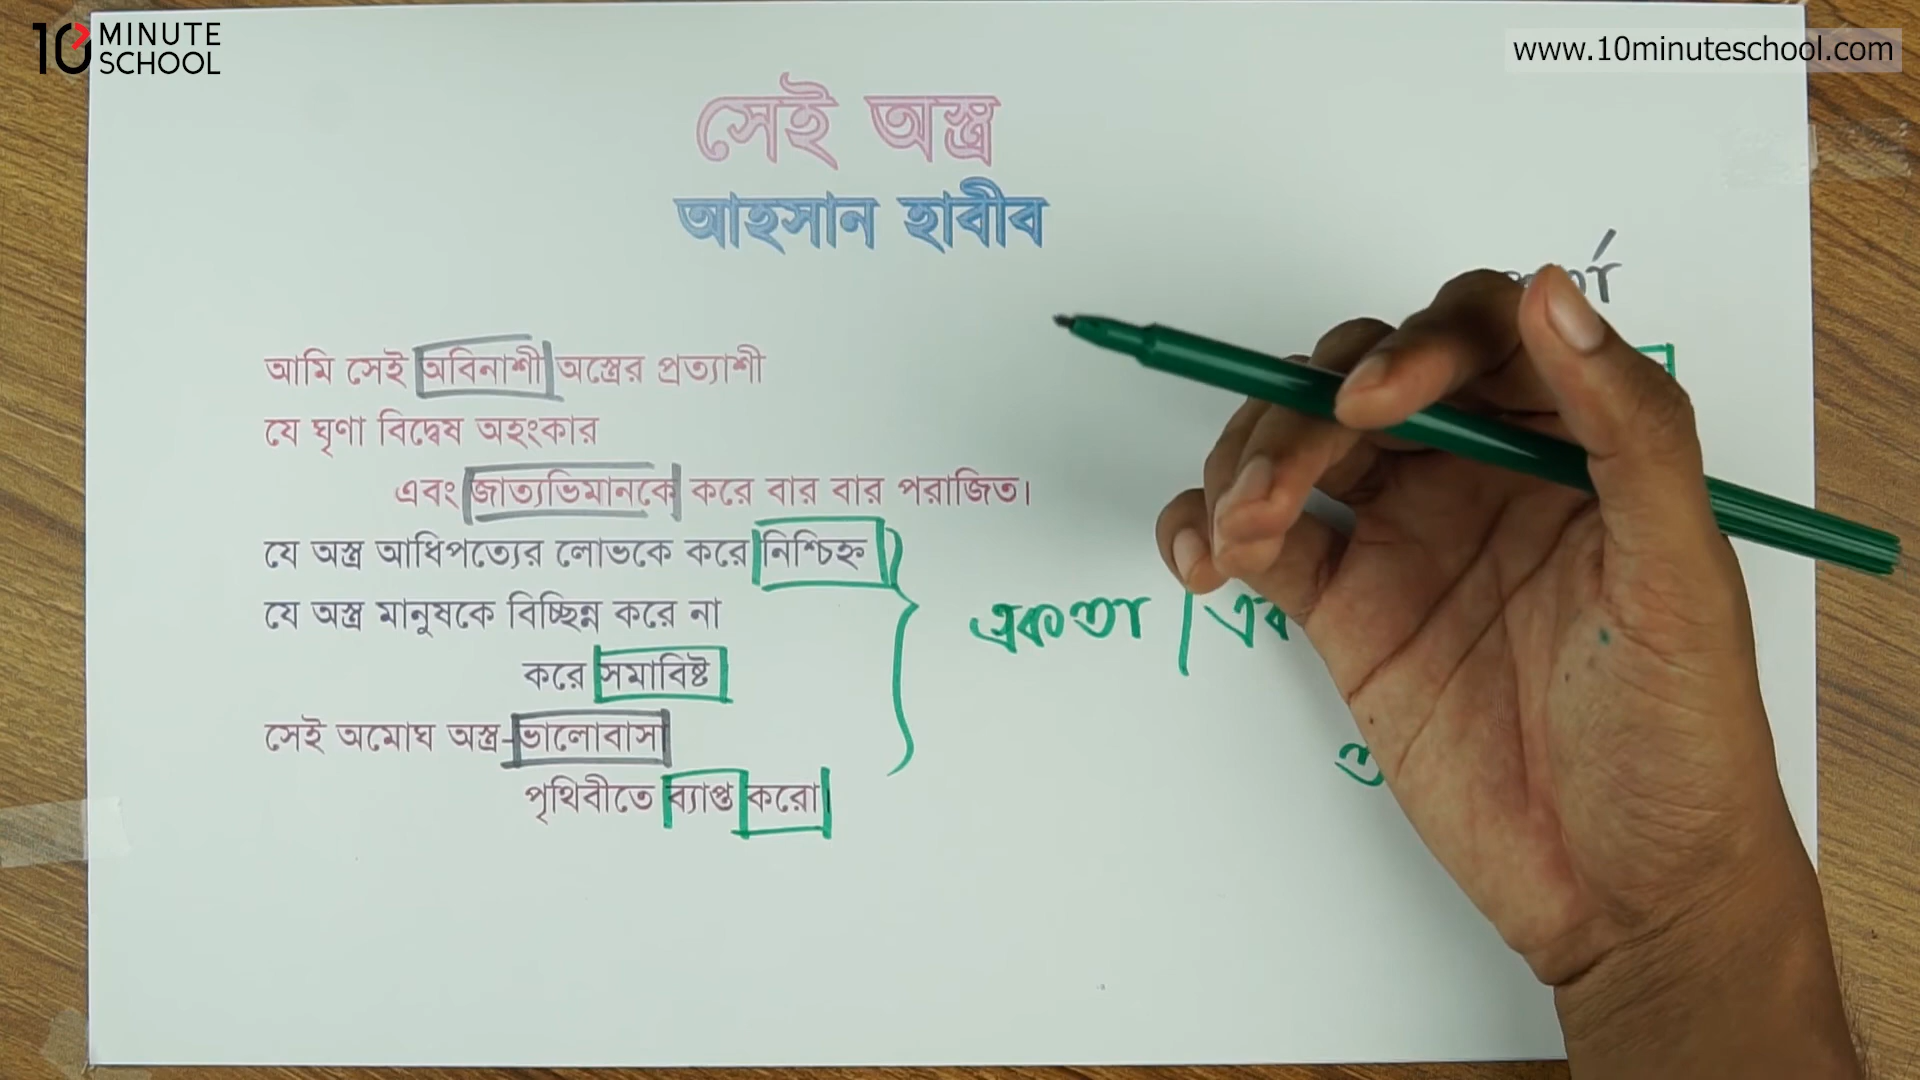 10 MINUTE SCHOOL
www.10minuteschool.com
সেই অস্ত্র
আহসান হাবীব
আমি সেই অবিনাশী অস্ত্রের প্রত্যাশী
যে ঘৃণা বিদ্বেষ অহংকার
এবং জাত্যভিমানকে করে বার বার পরাজিত।
যে অস্ত্র আধিপত্যের লোভকে করে নিশ্চিহ্ন
যে অস্ত্র মানুষকে বিচ্ছিন্ন করে না
করে সমাবিষ্ট
সেই অমোঘ অস্ত্র-ভালোবাসা
পৃথিবীতে ব্যাপ্ত করো।
একতা